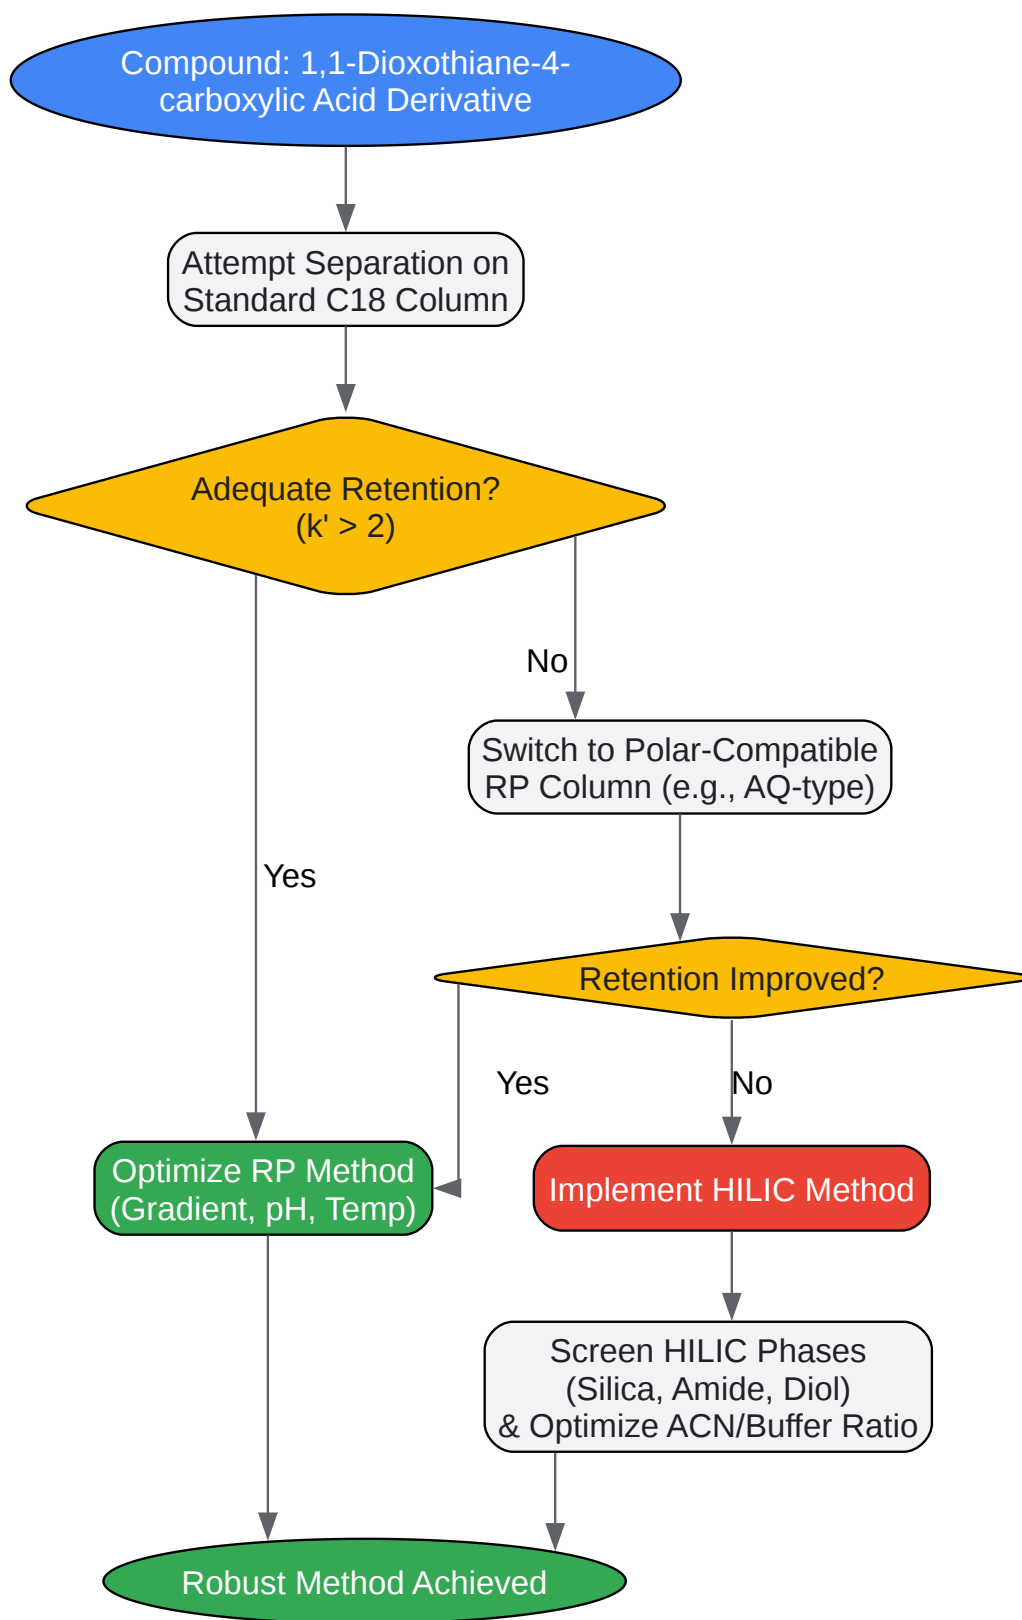 Compound: 1,1-Dioxothiane-4-
carboxylic Acid Derivative
Attempt Separation on
Standard C18 Column
Adequate Retention?
(k' > 2)
No
Switch to Polar-Compatible
RP Column (e.g., AQ-type)
Yes
Retention Improved?
Yes
No
Optimize RP Method
(Gradient, pH, Temp)
Implement HILIC Method
Screen HILIC Phases
(Silica, Amide, Diol)
& Optimize ACN/Buffer Ratio
Robust Method Achieved